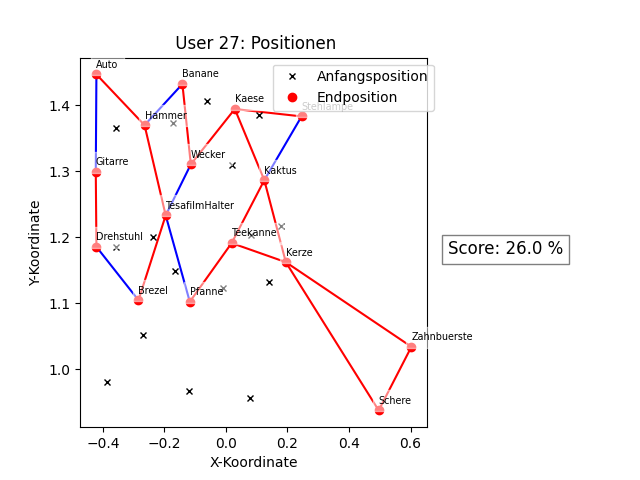 User 27: Positionen
Anfangsposition
Endposition
Auto
Banane
Kaese
Stehlampe
Hammer
Wecker
Gitarre
Kaktus
TesafilmHalter
Drehstuhl
Teekanne
Kerze
Brezel
Pfanne
Zahnbuerste
Schere
Score: 26.0 %
Y-Koordinate
1.4
1.3
1.2
1.1
1.0
−0.4
−0.2
0.0
0.2
0.4
0.6
X-Koordinate